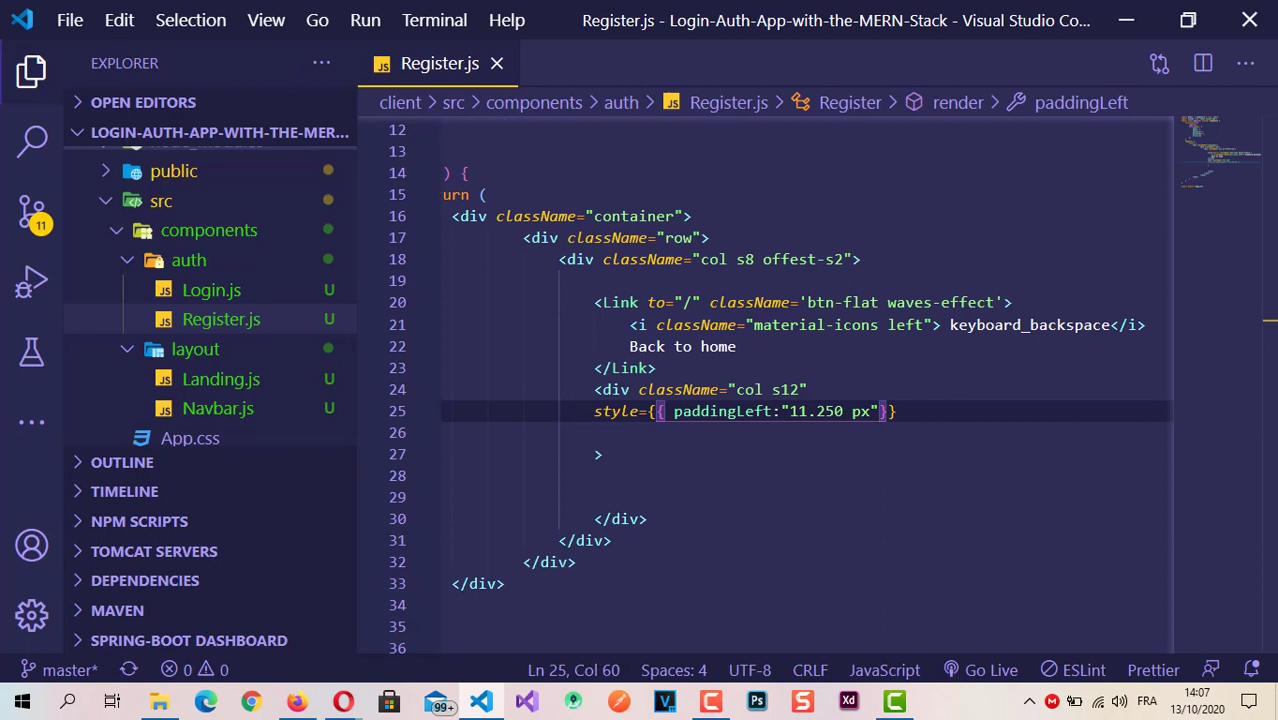 File Edit Selection View Go Run Terminal Help Register.js - Login-Auth-App-with-the-MERN-Stack - Visual Studio Co...
EXPLORER ...
JS Register.js
client > src > components > auth > JS Register.js > Register > render > paddingLeft
OPEN EDITORS
LOGIN-AUTH-APP-WITH-THE-MER...
public
src
components
auth
JS Login.js U
JS Register.js U
layout
JS Landing.js U
JS Navbar.js U
App.css
OUTLINE
TIMELINE
NPM SCRIPTS
TOMCAT SERVERS
DEPENDENCIES
MAVEN
SPRING-BOOT DASHBOARD
11
12
13
14 ) {
15 urn (
16 <div className="container">
17 <div className="row">
18 <div className="col s8 offest-s2">
19
20 <Link to="/" className='btn-flat waves-effect'>
21 <i className="material-icons left"> keyboard_backspace</i>
22 Back to home
23 </Link>
24 <div className="col s12"
25 style={{ paddingLeft:"11.250 px"}}
26
27 >
28
29
30 </div>
31 </div>
32 </div>
33 </div>
34
35
36
master* 0 0 Ln 25, Col 60 Spaces: 4 UTF-8 CRLF JavaScript Go Live ESLint Prettier
99+ FRA 14:07
13/10/2020